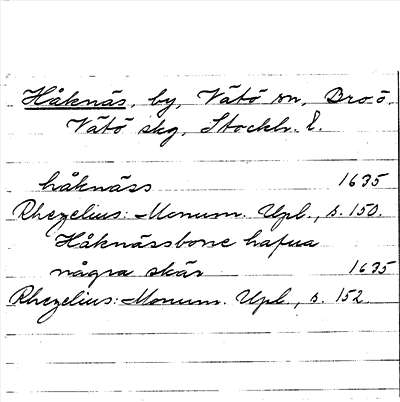 Håknäs, by, Vätö sn, Bro ö.
Vätö skg, Stockh. l.
håknäss 1635
Rhezelius: Monum. Upl., s. 150.
Håknässbone hafua
några skär 1635
Rhezelius: Monum. Upl., s. 152.